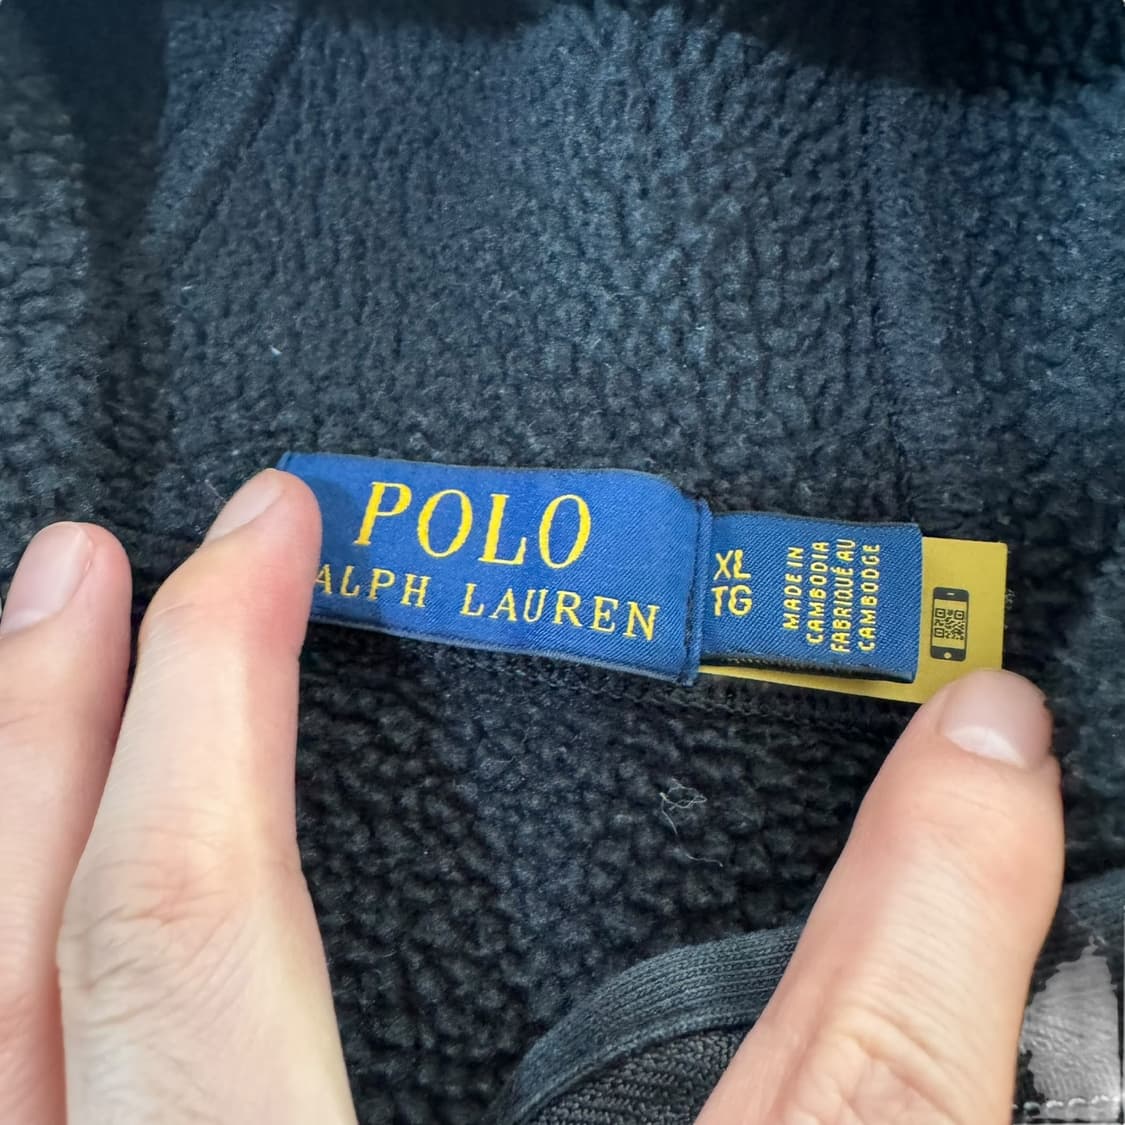 POLO
ALPH LAUREN
XL
TG
MADE IN
CAMBODIA
FABRIQUÉ AU
CAMBODGE